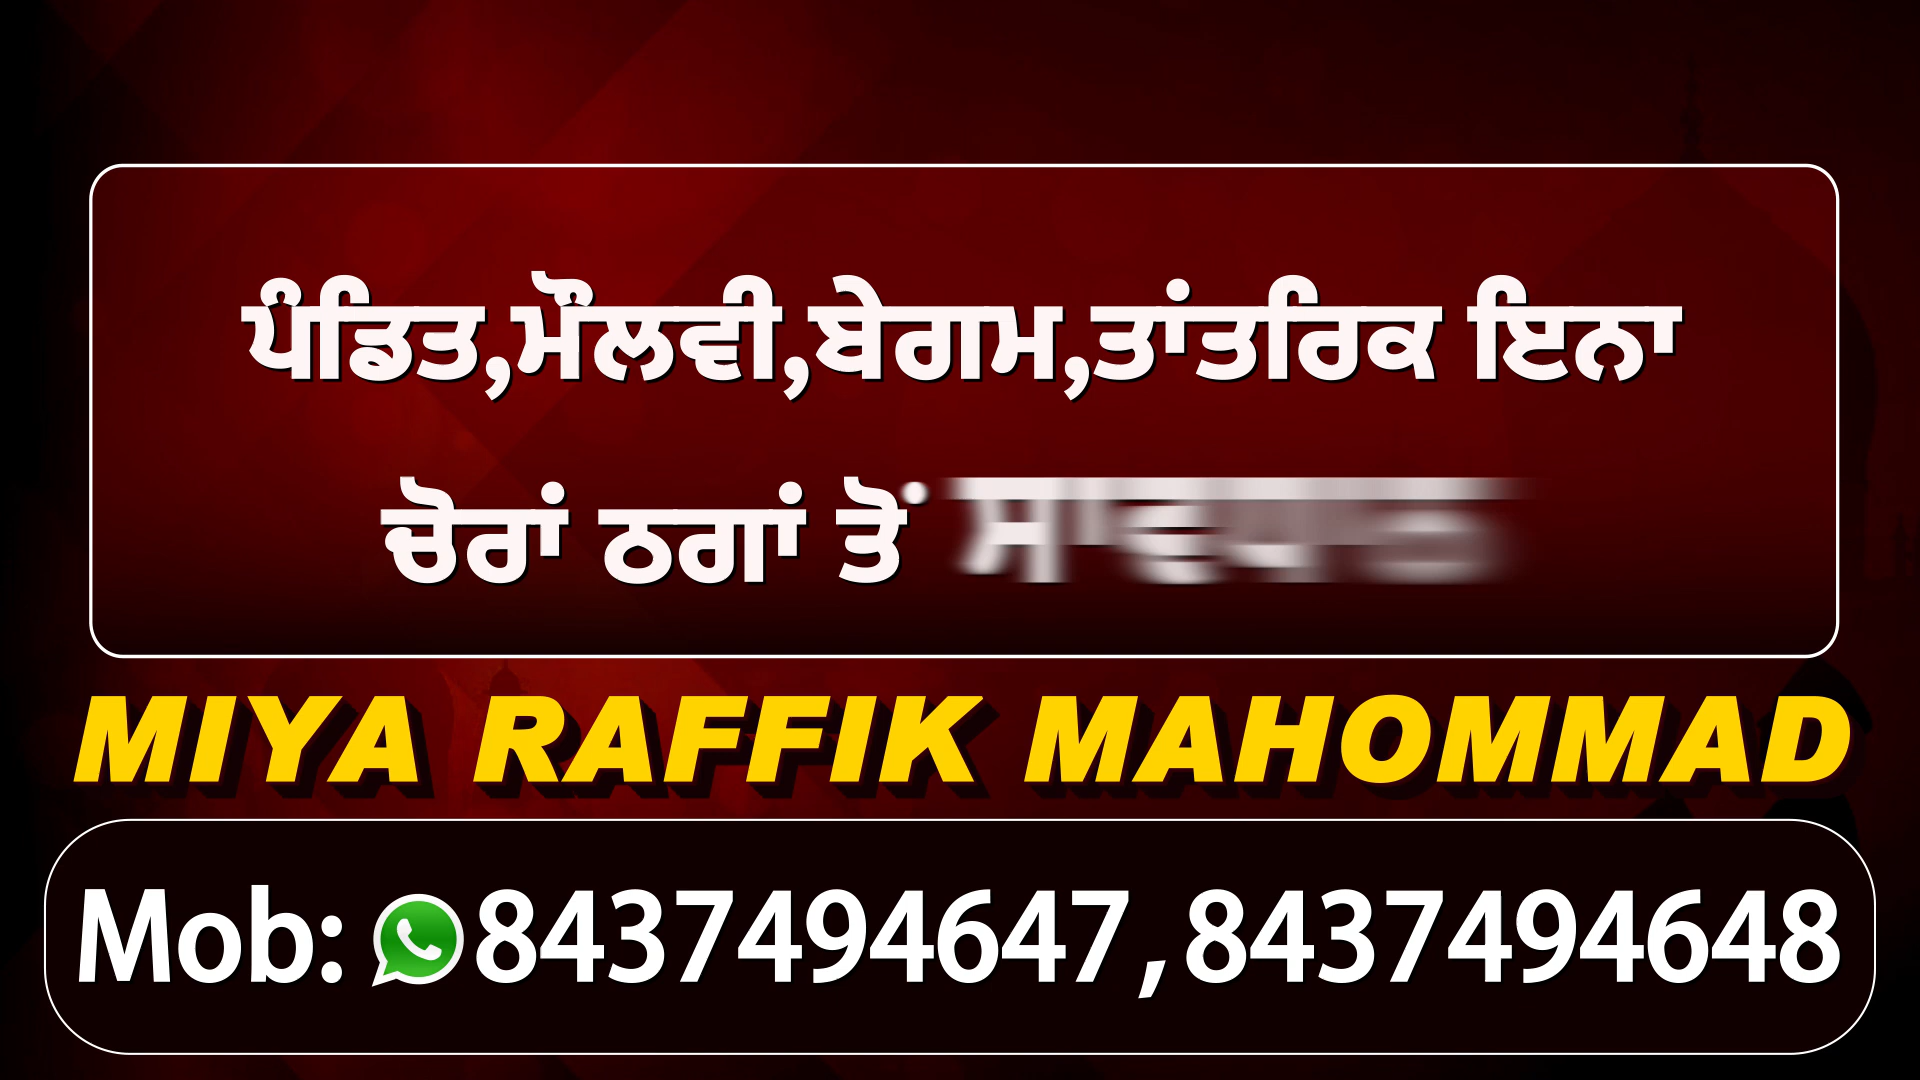 ਪੰਡਿਤ,ਮੌਲਵੀ,ਬੇਗਮ,ਤਾਂਤਰਿਕ ਇਨਾ
ਚੋਰਾਂ ਠਗਾਂ ਤੋਂ
MIYA RAFFIK MAHOMMAD
Mob: 8437494647, 8437494648